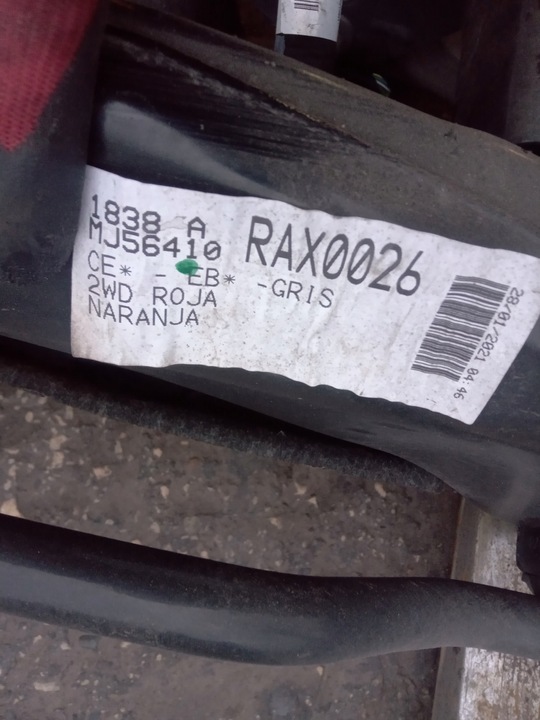 1838 A
MJ56410
RAX0026
CE* - EB* -GRIS
2WD ROJA
NARANJA
28/01/2021 04:46